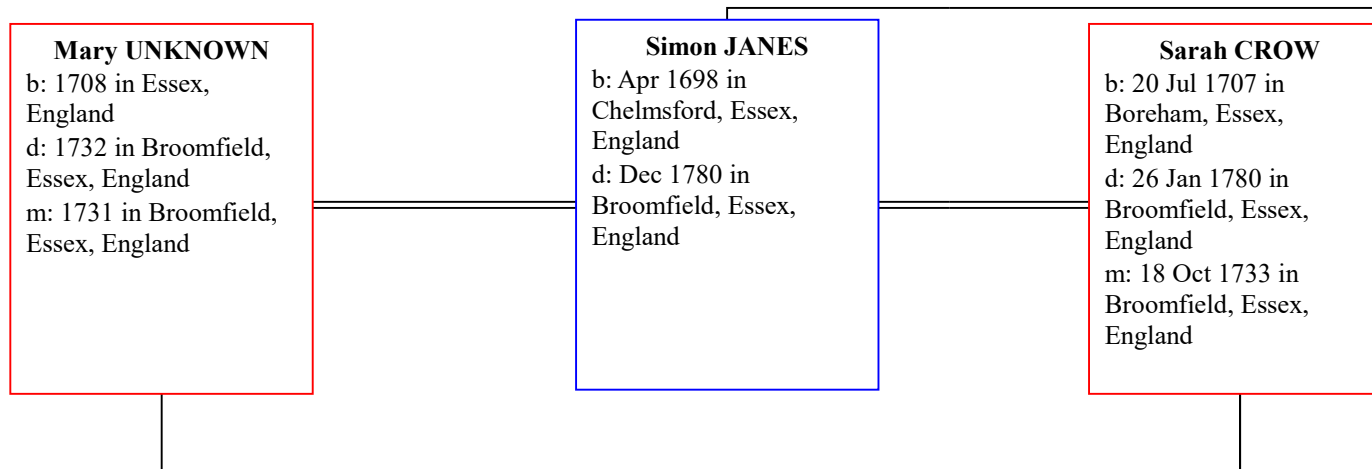 Mary UNKNOWN
b: 1708 in Essex,
England
d: 1732 in Broomfield,
Essex, England
m: 1731 in Broomfield,
Essex, England
Simon JANES
b: Apr 1698 in
Chelmsford, Essex,
England
d: Dec 1780 in
Broomfield, Essex,
England
Sarah CROW
b: 20 Jul 1707 in
Boreham, Essex,
England
d: 26 Jan 1780 in
Broomfield, Essex,
England
m: 18 Oct 1733 in
Broomfield, Essex,
England